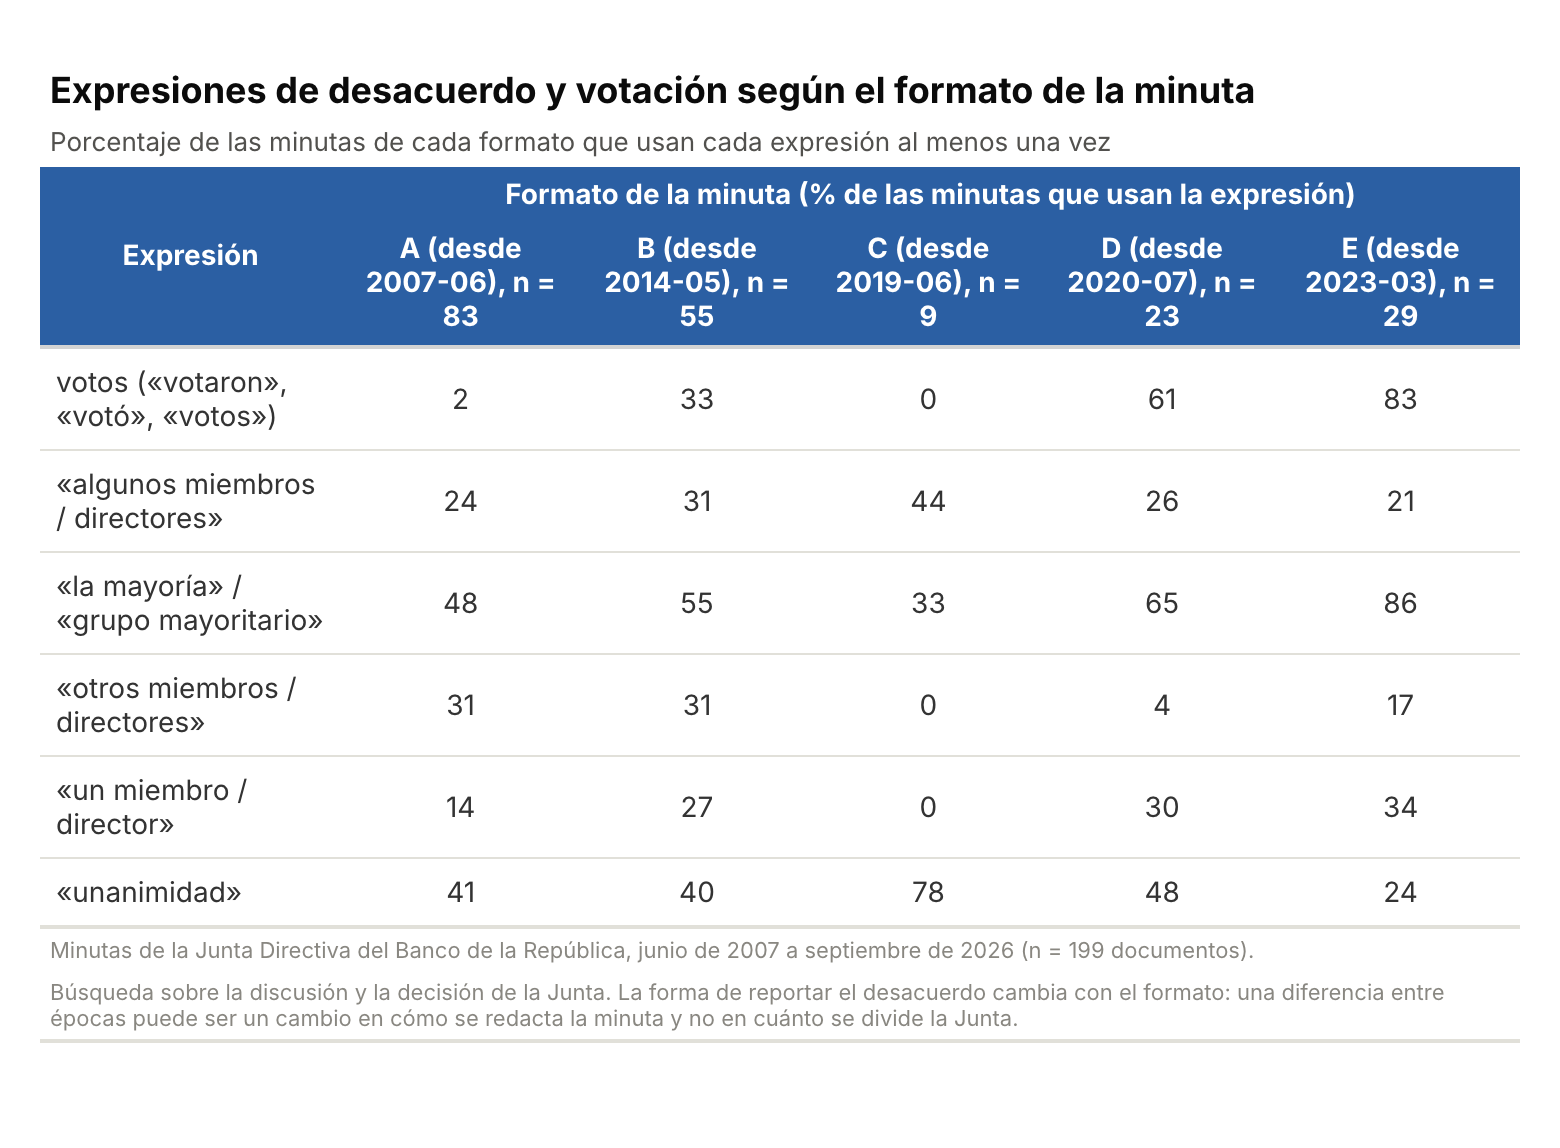 Expresiones de desacuerdo y votación según el formato de la minuta
Porcentaje de las minutas de cada formato que usan cada expresión al menos una vez
Formato de la minuta (% de las minutas que usan la expresión)
Expresión
A (desde 2007-06), n = 83
B (desde 2014-05), n = 55
C (desde 2019-06), n = 9
D (desde 2020-07), n = 23
E (desde 2023-03), n = 29
votos («votaron», «votó», «votos») 2 33 0 61 83
«algunos miembros / directores» 24 31 44 26 21
«la mayoría» / «grupo mayoritario» 48 55 33 65 86
«otros miembros / directores» 31 31 0 4 17
«un miembro / director» 14 27 0 30 34
«unanimidad» 41 40 78 48 24
Minutas de la Junta Directiva del Banco de la República, junio de 2007 a septiembre de 2026 (n = 199 documentos).
Búsqueda sobre la discusión y la decisión de la Junta. La forma de reportar el desacuerdo cambia con el formato: una diferencia entre
épocas puede ser un cambio en cómo se redacta la minuta y no en cuánto se divide la Junta.